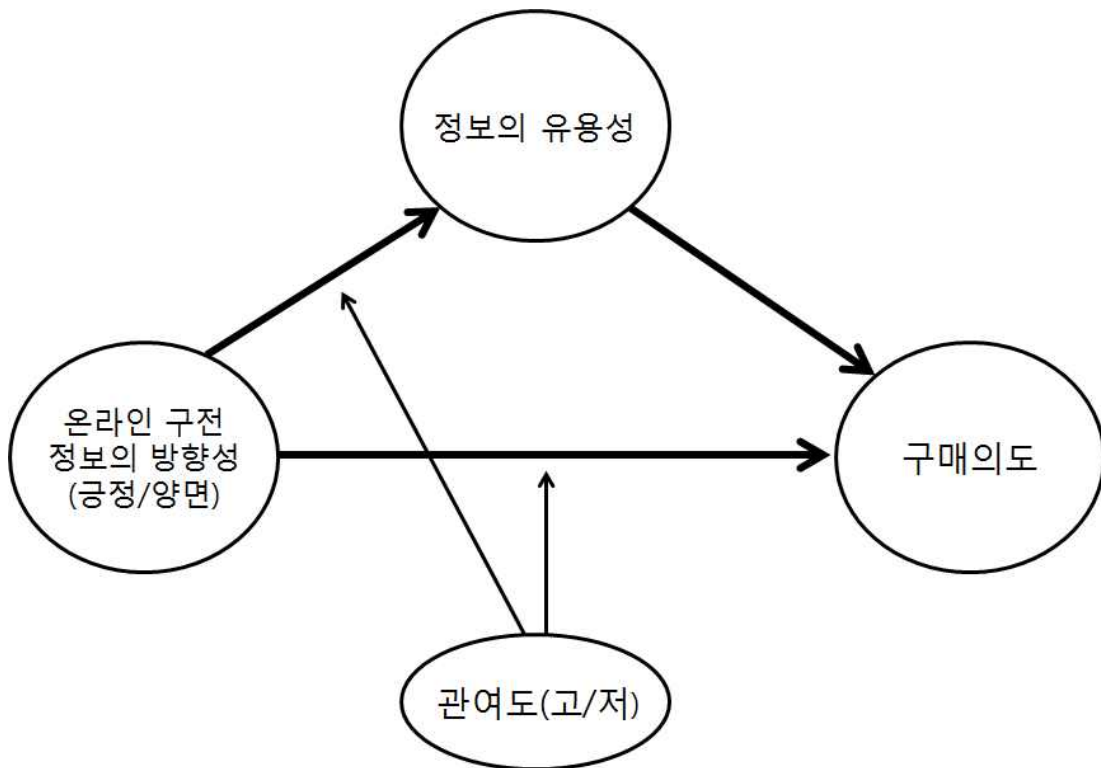 정보의 유용성
온라인 구전
정보의 방향성
(긍정/양면)
구매의도
관여도(고/저)